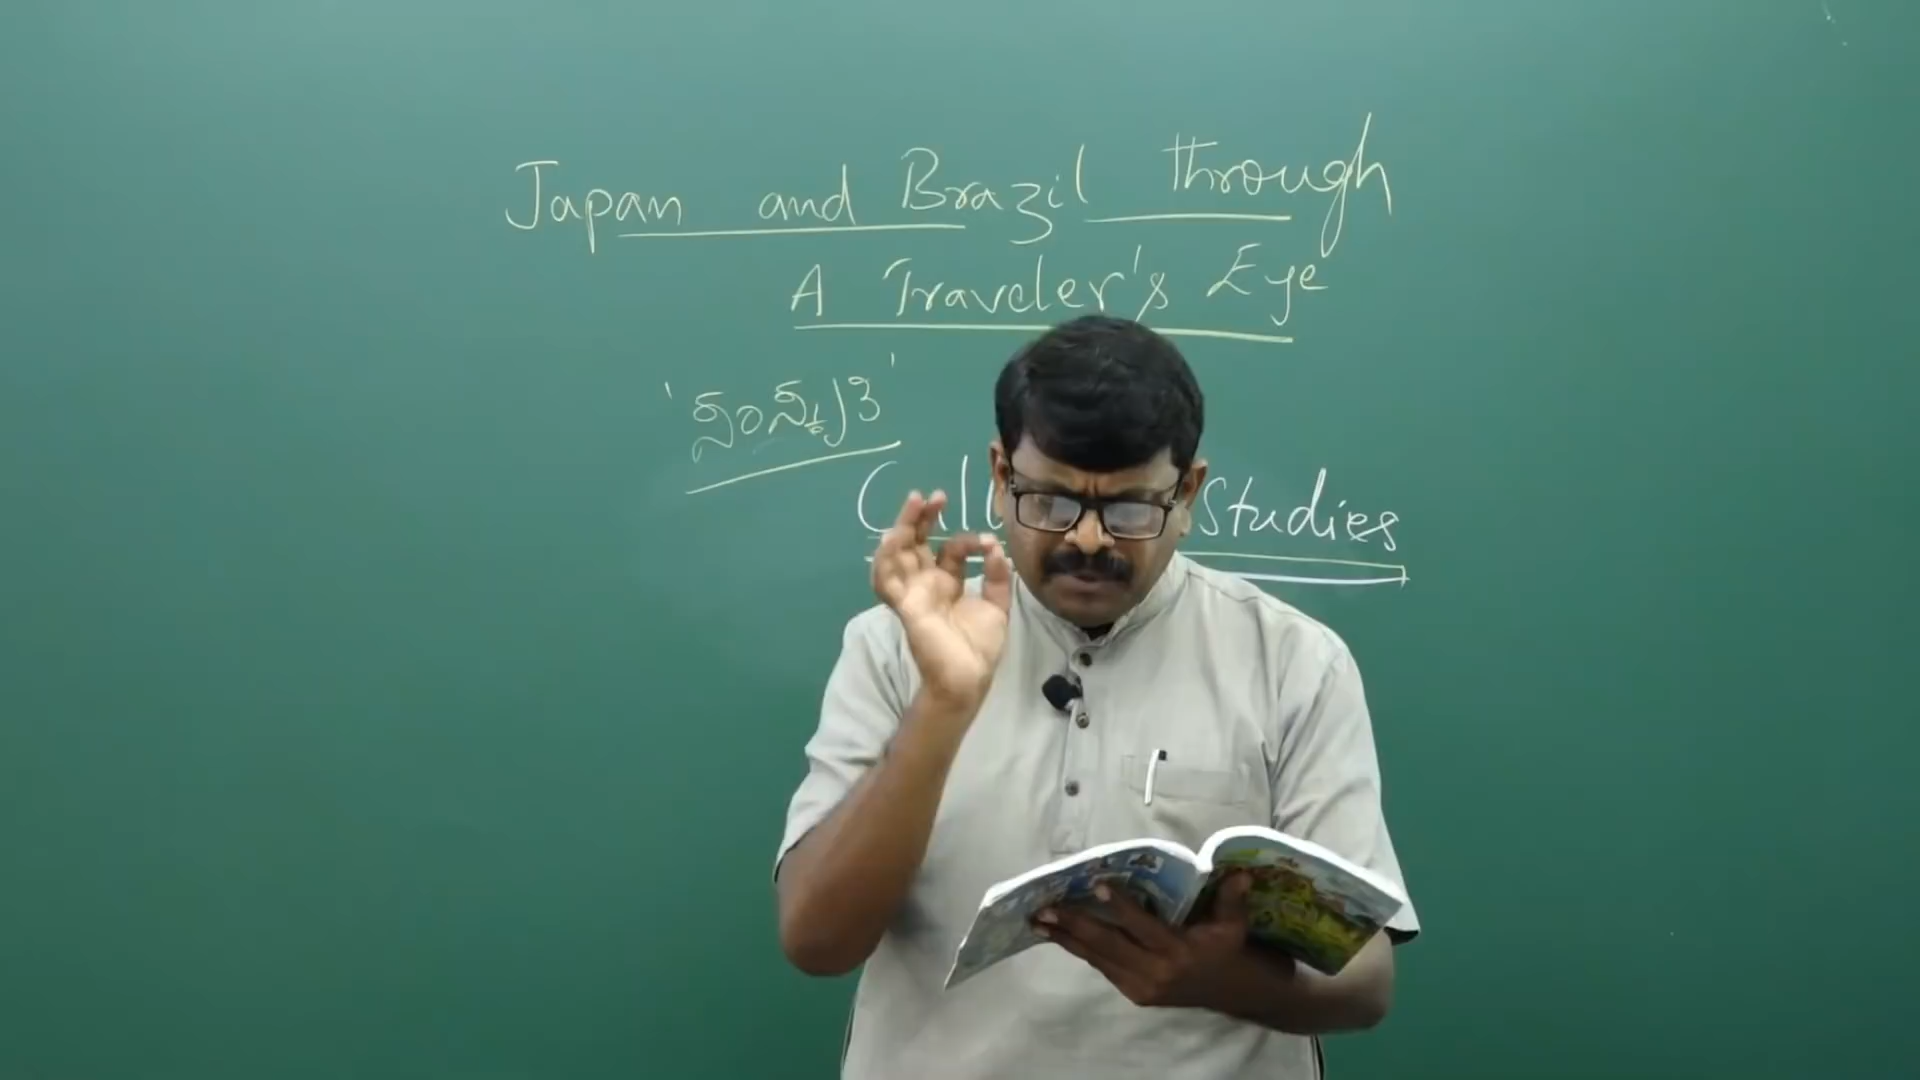 Japan and Brazil through
A Traveler's Eye
'ಸಂಸ್ಕೃತಿ'
Studies